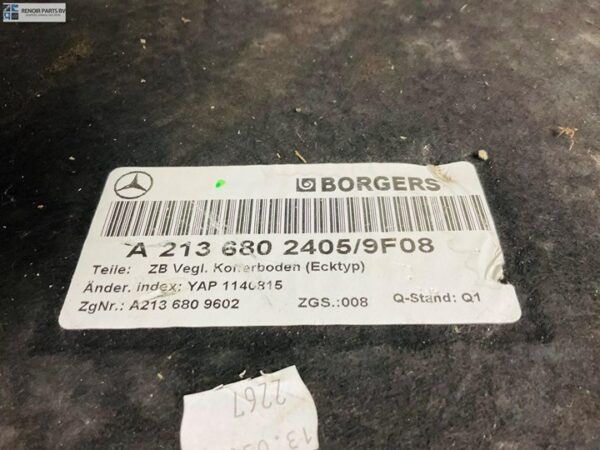 RENOIR PARTS BV
BORGERS
A 213 680 2405/9F08
Teile: ZB Vegl. Kofferboden (Ecktyp)
Änder. index: YAP 1140815
ZgNr.: A213 680 9602 ZGS.:008 Q-Stand: Q1
2267